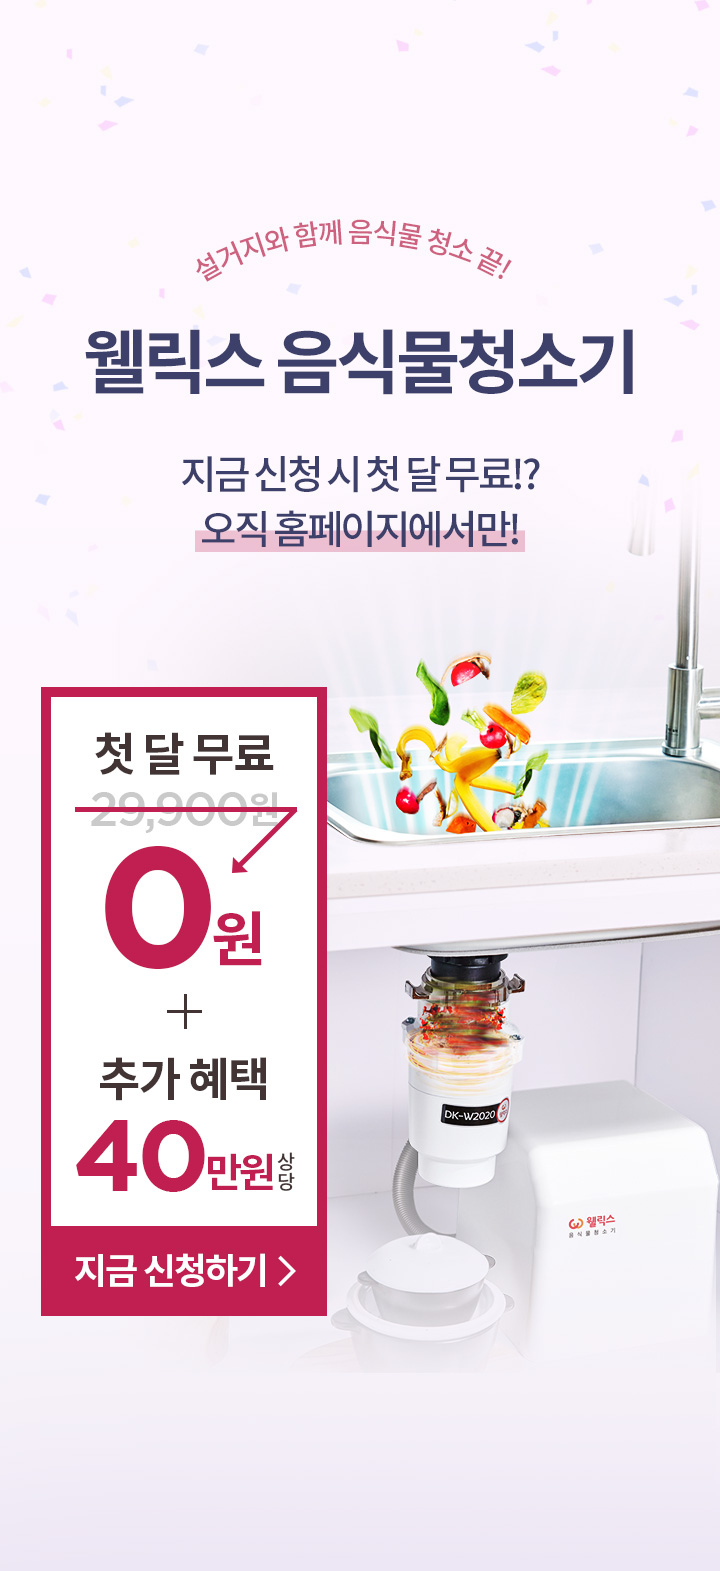 설거지와 함께 음식물 청소 끝!
웰릭스 음식물청소기
지금 신청 시 첫 달 무료!?
오직 홈페이지에서만!
첫 달 무료
29,900원
0원
+
추가 혜택
40만원 상당
지금 신청하기 >
DK-W2020
웰릭스
음식물청소기